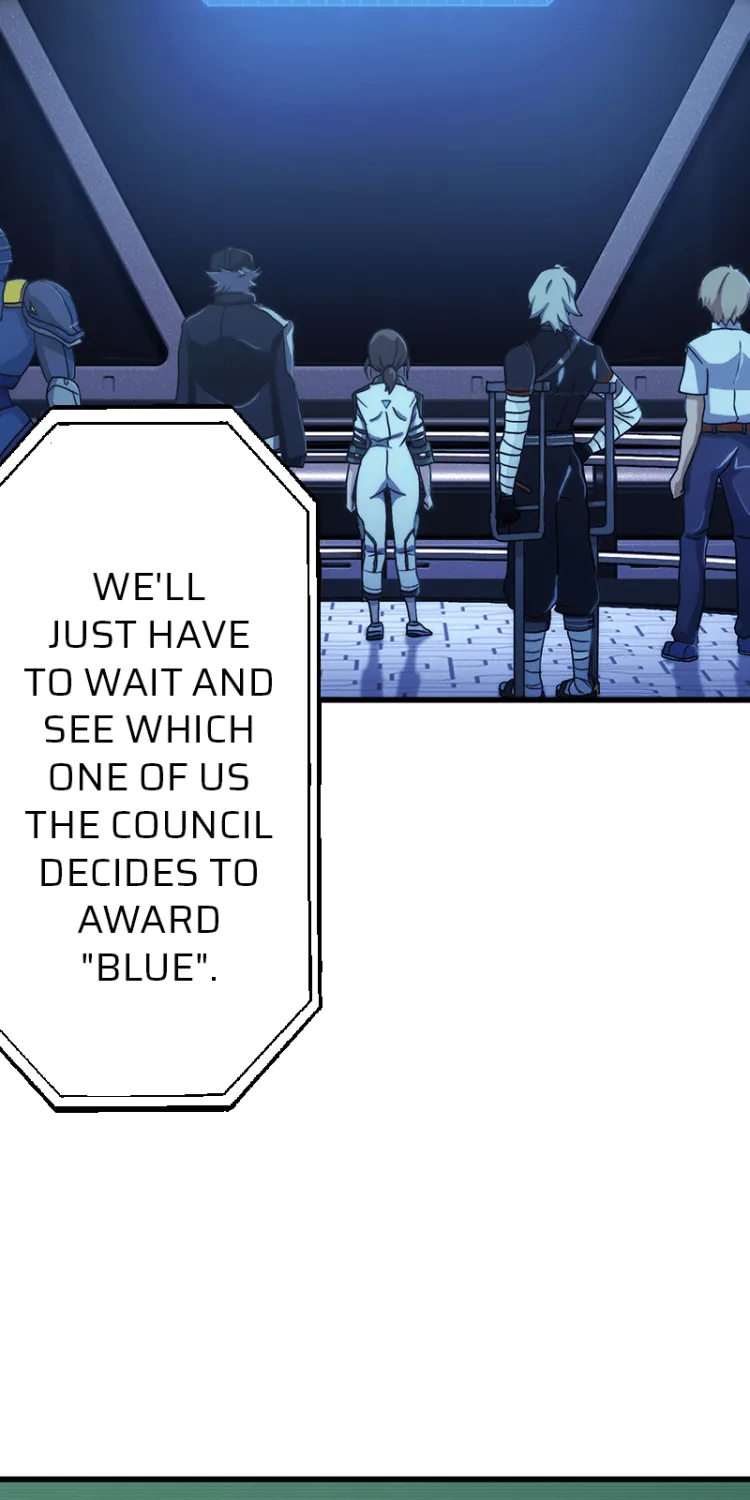 WE'LL
JUST HAVE
TO WAIT AND
SEE WHICH
ONE OF US
THE COUNCIL
DECIDES TO
AWARD
"BLUE".